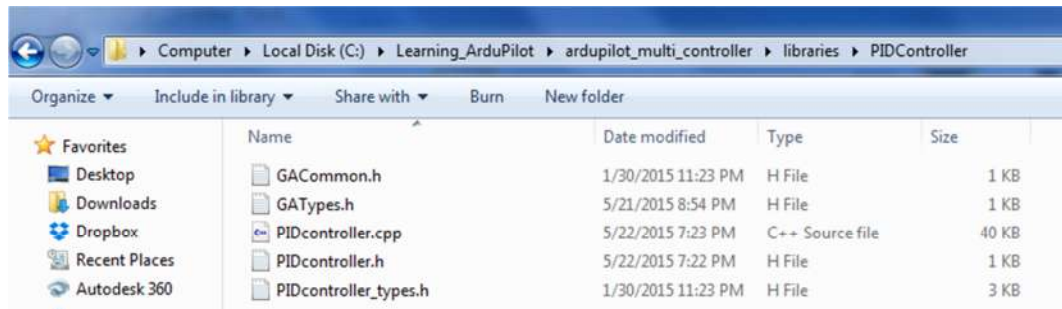 Computer Local Disk (C:) Learning_ArduPilot ardupilot_multi_controller libraries PIDController
Organize Include in library Share with Burn New folder
Favorites
Desktop
Downloads
Dropbox
Recent Places
Autodesk 360
Name Date modified Type Size
GACommon.h 1/30/2015 11:23 PM H File 1 KB
GATypes.h 5/21/2015 8:54 PM H File 1 KB
PIDcontroller.cpp 5/22/2015 7:23 PM C++ Source file 40 KB
PIDcontroller.h 5/22/2015 7:22 PM H File 1 KB
PIDcontroller_types.h 1/30/2015 11:23 PM H File 3 KB